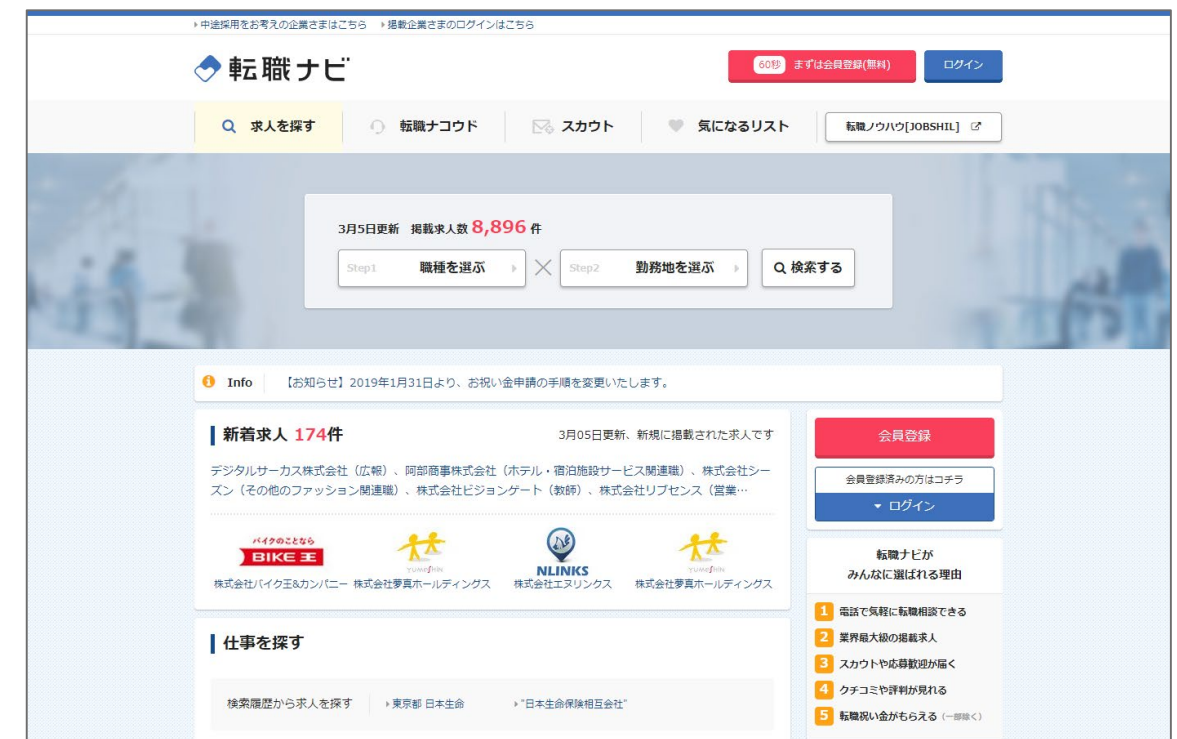 中途採用をお考えの企業さまはこちら 掲載企業さまのログインはこちら
転職ナビ
60秒 まずは会員登録(無料)
ログイン
求人を探す
転職ナコウド
スカウト
気になるリスト
転職ノウハウ[JOBSHIL]
3月5日更新 掲載求人数 8,896 件
Step1 職種を選ぶ
Step2 勤務地を選ぶ
検索する
Info 【お知らせ】2019年1月31日より、お祝い金申請の手順を変更いたします。
新着求人 174件
3月05日更新、新規に掲載された求人です
デジタルサーカス株式会社（広報）、阿部商事株式会社（ホテル・宿泊施設サービス関連職）、株式会社シー
ズン（その他のファッション関連職）、株式会社ビジョンゲート（教師）、株式会社リブセンス（営業…
バイクのことなら
BIKE王
YUMESHIN
NLINKS
YUMESHIN
株式会社バイク王&カンパニー
株式会社夢真ホールディングス
株式会社エヌリンクス
株式会社夢真ホールディングス
仕事を探す
検索履歴から求人を探す
東京都 日本生命
"日本生命保険相互会社"
会員登録
会員登録済みの方はコチラ
ログイン
転職ナビが
みんなに選ばれる理由
1 電話で気軽に転職相談できる
2 業界最大級の掲載求人
3 スカウトや応募歓迎が届く
4 クチコミや評判が見れる
5 転職祝い金がもらえる（一部除く）